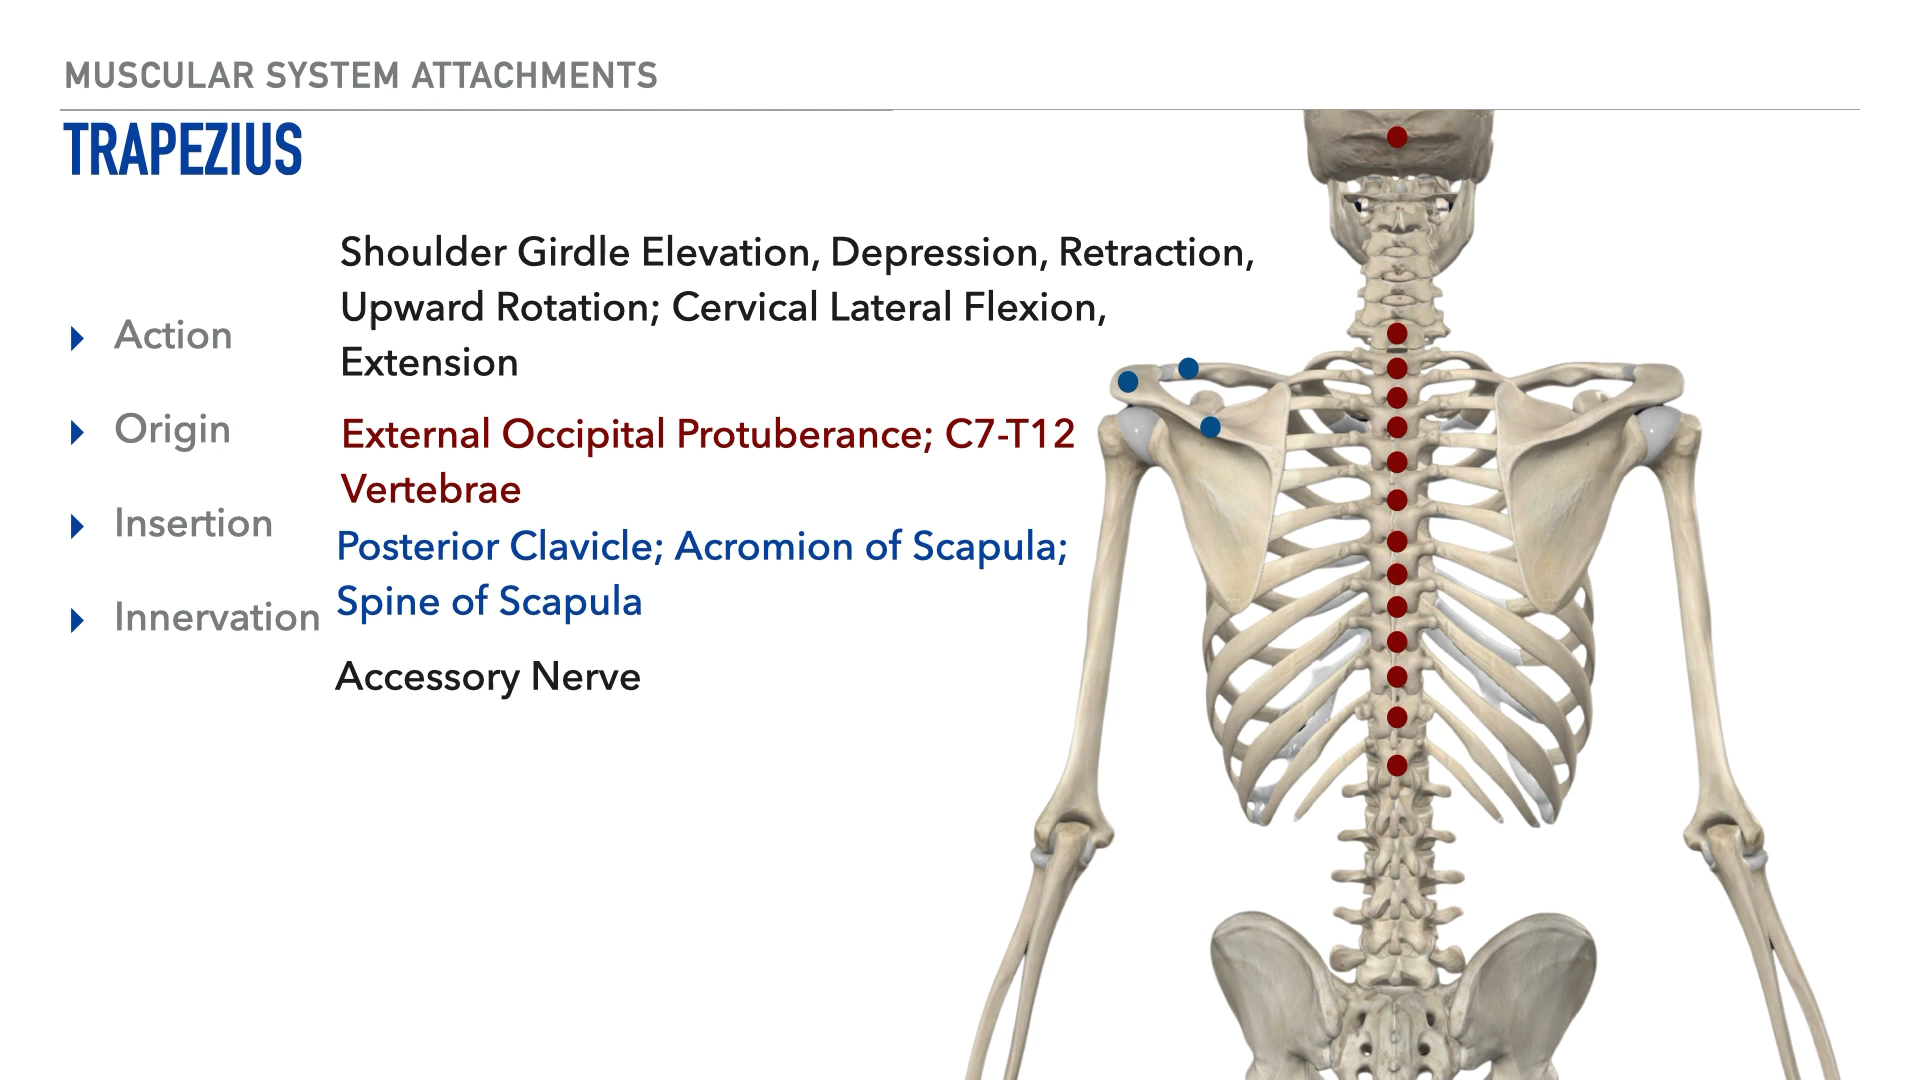 MUSCULAR SYSTEM ATTACHMENTS
TRAPEZIUS
Action
Shoulder Girdle Elevation, Depression, Retraction,
Upward Rotation; Cervical Lateral Flexion,
Extension
Origin
External Occipital Protuberance; C7-T12
Vertebrae
Insertion
Posterior Clavicle; Acromion of Scapula;
Spine of Scapula
Innervation
Accessory Nerve